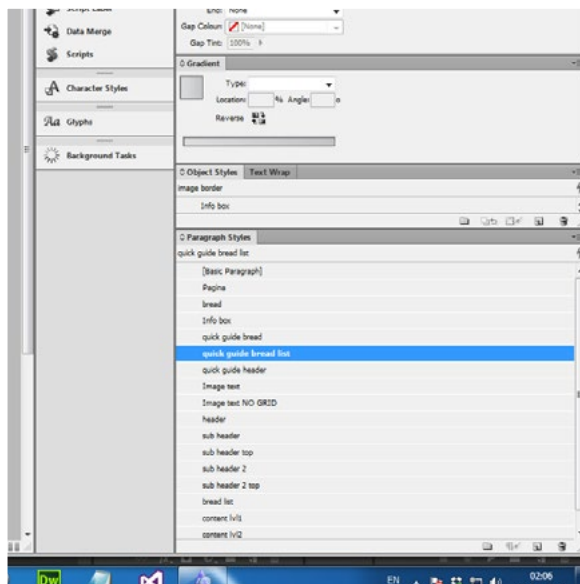 Script Label
Data Merge
Scripts
Character Styles
Glyphs
Background Tasks
End: None
Gap Colour: [None]
Gap Tint: 100%
Gradient
Type:
Location: % Angle: o
Reverse
Object Styles Text Wrap
image border
Info box
Paragraph Styles
quick guide bread list
[Basic Paragraph]
Pagina
bread
Info box
quick guide bread
quick guide bread list
quick guide header
Image text
Image text NO GRID
header
sub header
sub header top
sub header 2
sub header 2 top
bread list
content lvl1
content lvl2
Dw
EN
02:06